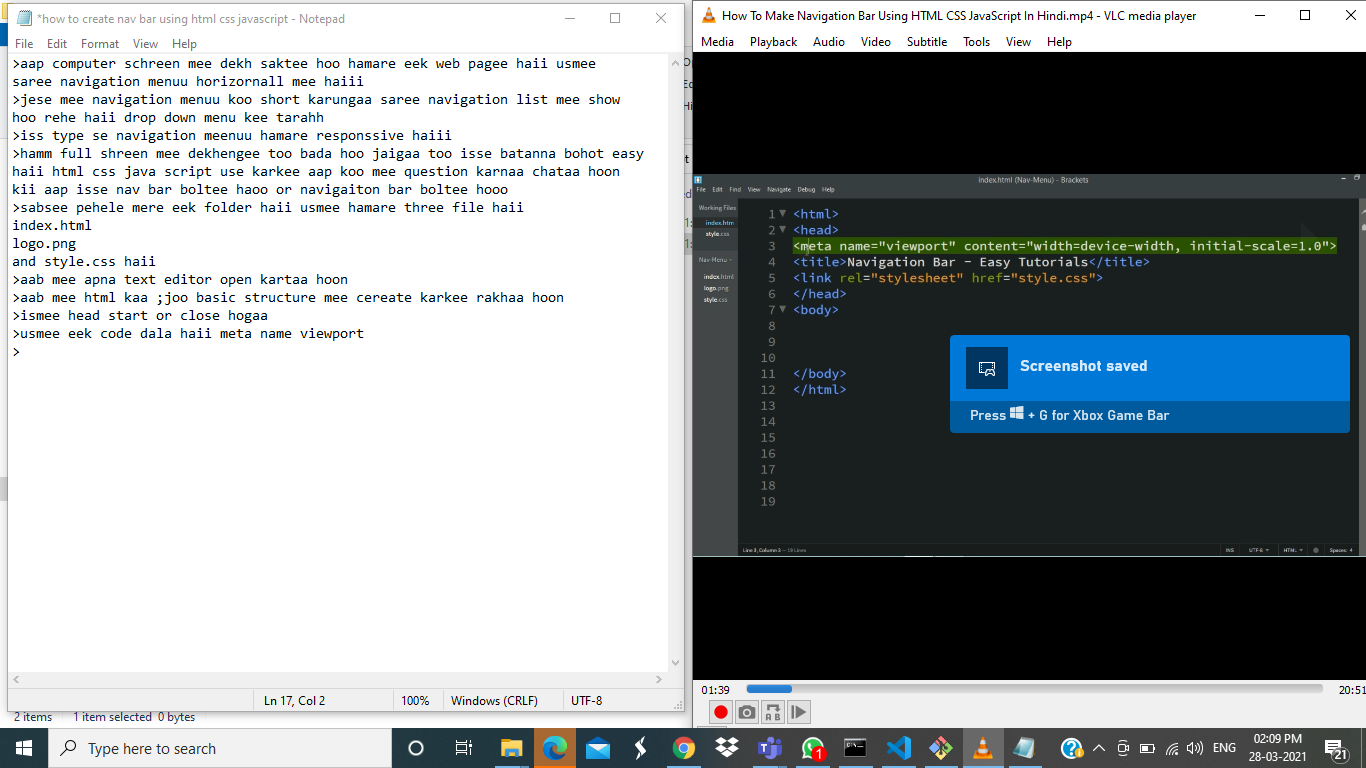 *how to create nav bar using html css javascript - Notepad
File Edit Format View Help
>aap computer schreen mee dekh saktee hoo hamare eek web pagee haii usmee
saree navigation menuu horizornall mee haiii
>jese mee navigation menuu koo short karungaa saree navigation list mee show
hoo rehe haii drop down menu kee tarahh
>iss type se navigation meenuu hamare responssive haiii
>hamm full shreen mee dekhengee too bada hoo jaigaa too isse batanna bohot easy
haii html css java script use karkee aap koo mee question karnaa chataa hoon
kii aap isse nav bar boltee haoo or navigaiton bar boltee hooo
>sabsee pehele mere eek folder haii usmee hamare three file haii
index.html
logo.png
and style.css haii
>aab mee apna text editor open kartaa hoon
>aab mee html kaa ;joo basic structure mee cereate karkee rakhaa hoon
>ismee head start or close hogaa
>usmee eek code dala haii meta name viewport
>
Ln 17, Col 2 100% Windows (CRLF) UTF-8
2 items 1 item selected 0 bytes
How To Make Navigation Bar Using HTML CSS JavaScript In Hindi.mp4 - VLC media player
Media Playback Audio Video Subtitle Tools View Help
index.html (Nav-Menu) - Brackets
File Edit Find View Navigate Debug Help
Working Files
index.htm
style.css
Nav-Menu
index.html
logo.png
style.css
1 <html>
2 <head>
3 <meta name="viewport" content="width=device-width, initial-scale=1.0">
4 <title>Navigation Bar - Easy Tutorials</title>
5 <link rel="stylesheet" href="style.css">
6 </head>
7 <body>
8
9
10
11 </body>
12 </html>
13
14
15
16
17
18
19
Screenshot saved
Press + G for Xbox Game Bar
Line 3, Column 3 — 19 Lines INS UTF-8 HTML Spaces: 4
01:39 20:51
Type here to search
1
ENG
02:09 PM
28-03-2021
21